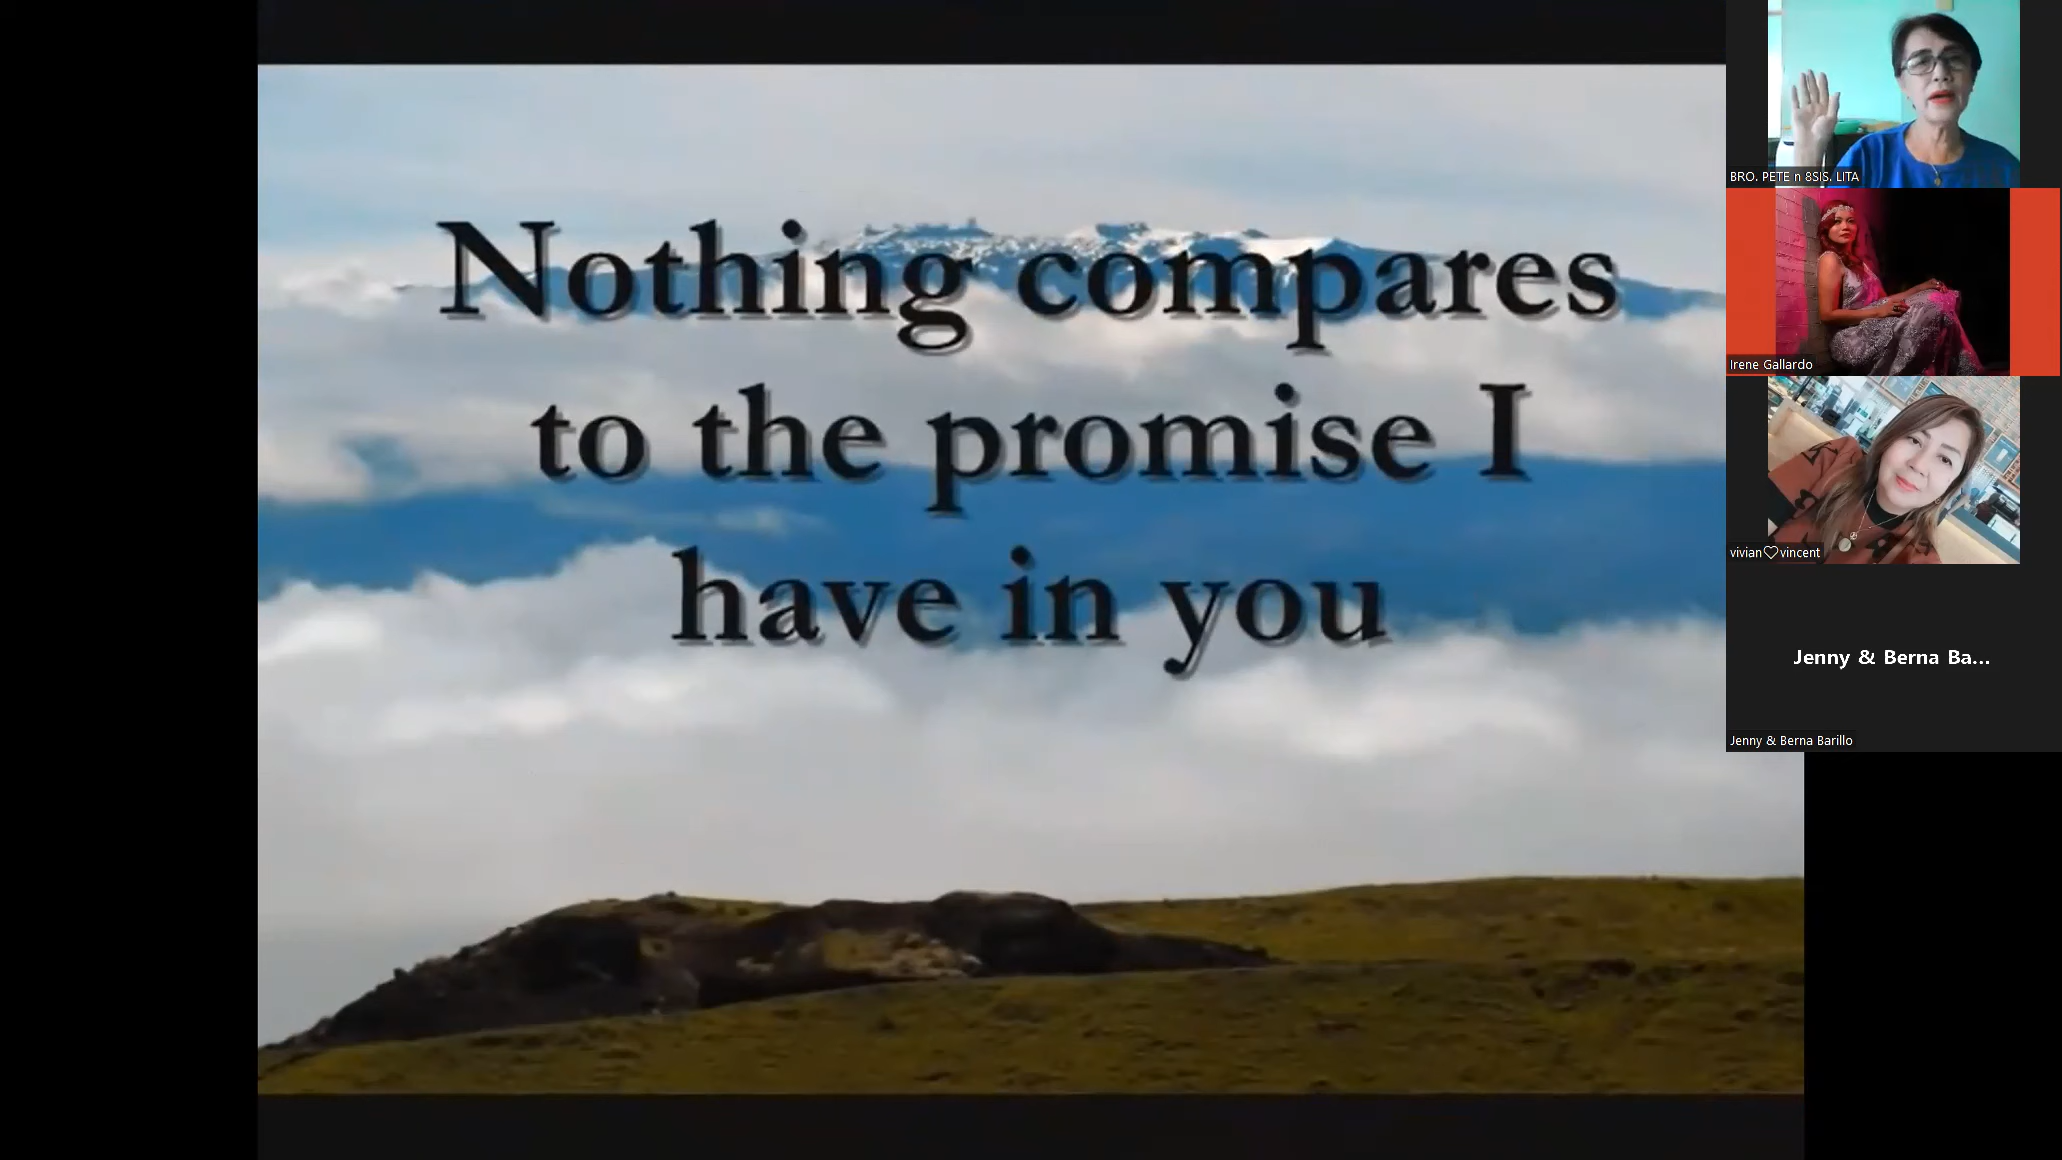 Nothing compares
to the promise I
have in you
BRO. PETE n 8SIS. LITA
Irene Gallardo
vivian♡vincent
Jenny & Berna Ba...
Jenny & Berna Barillo